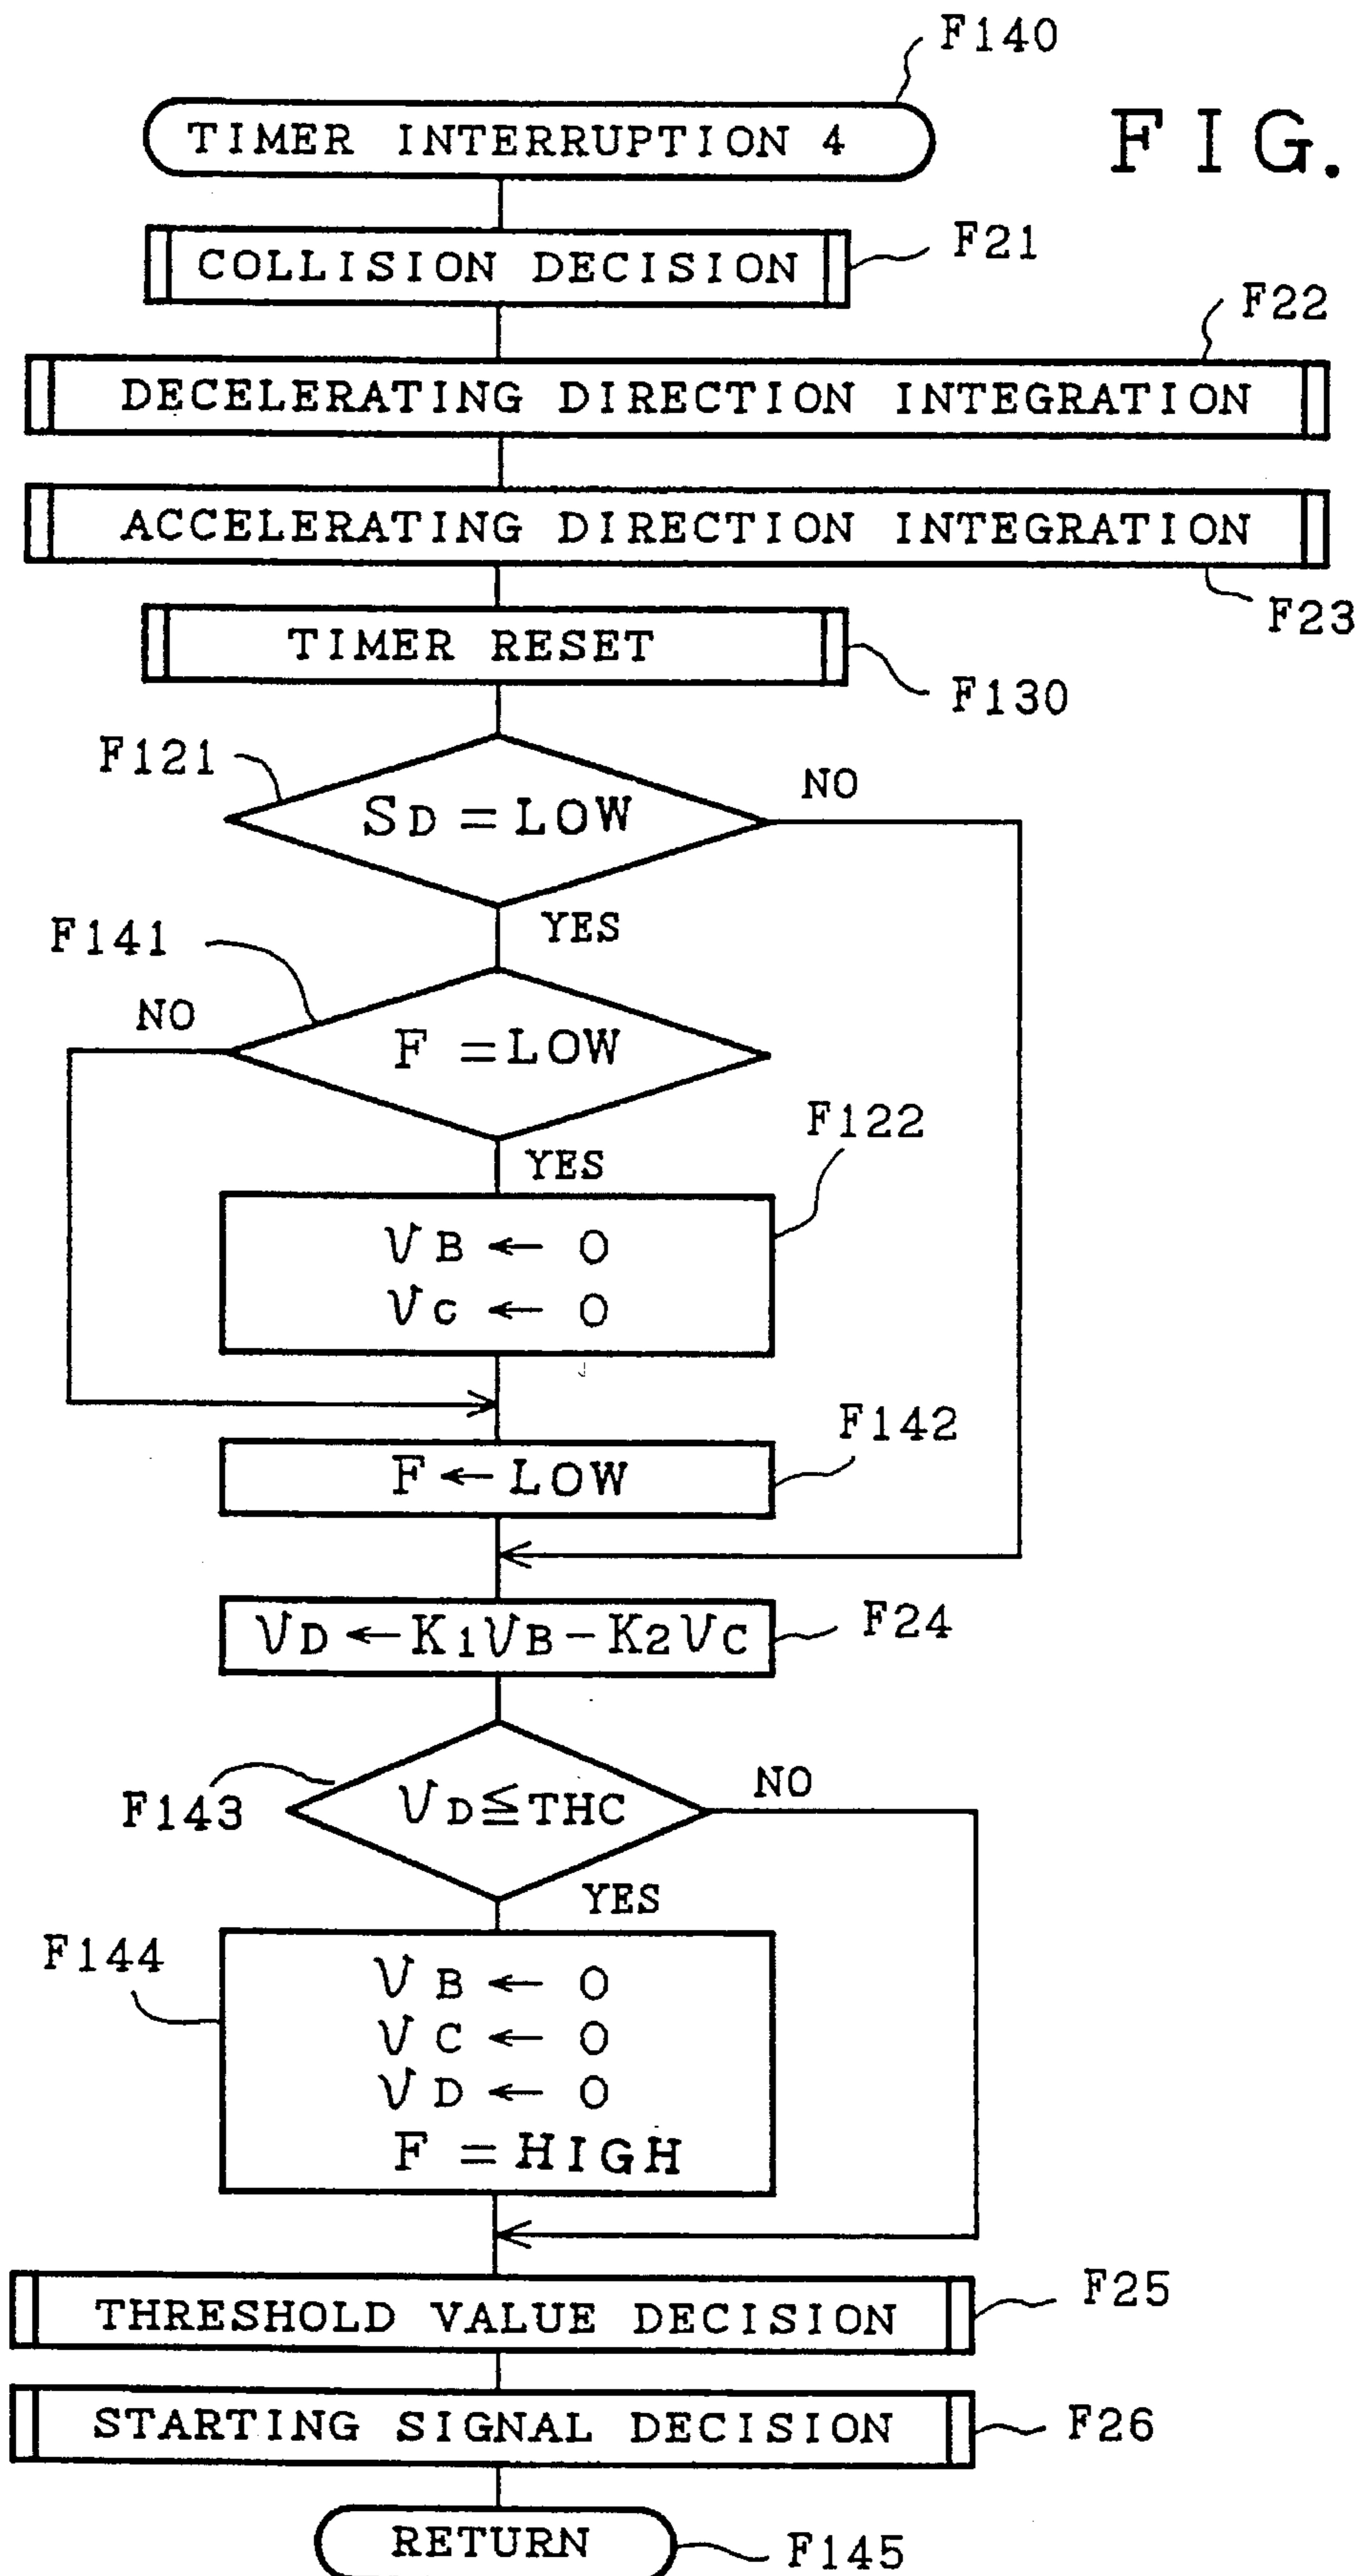 F140
TIMER INTERRUPTION 4
FIG.
COLLISION DECISION
F21
F22
DECELERATING DIRECTION INTEGRATION
ACCELERATING DIRECTION INTEGRATION
F23
TIMER RESET
F130
F121
SD = LOW
NO
YES
F141
NO
F = LOW
YES
F122
VB ← 0
VC ← 0
F142
F ← LOW
VD ← K1VB - K2VC
F24
F143
VD ≦ THC
NO
YES
F144
VB ← 0
VC ← 0
VD ← 0
F = HIGH
THRESHOLD VALUE DECISION
F25
STARTING SIGNAL DECISION
F26
RETURN
F145